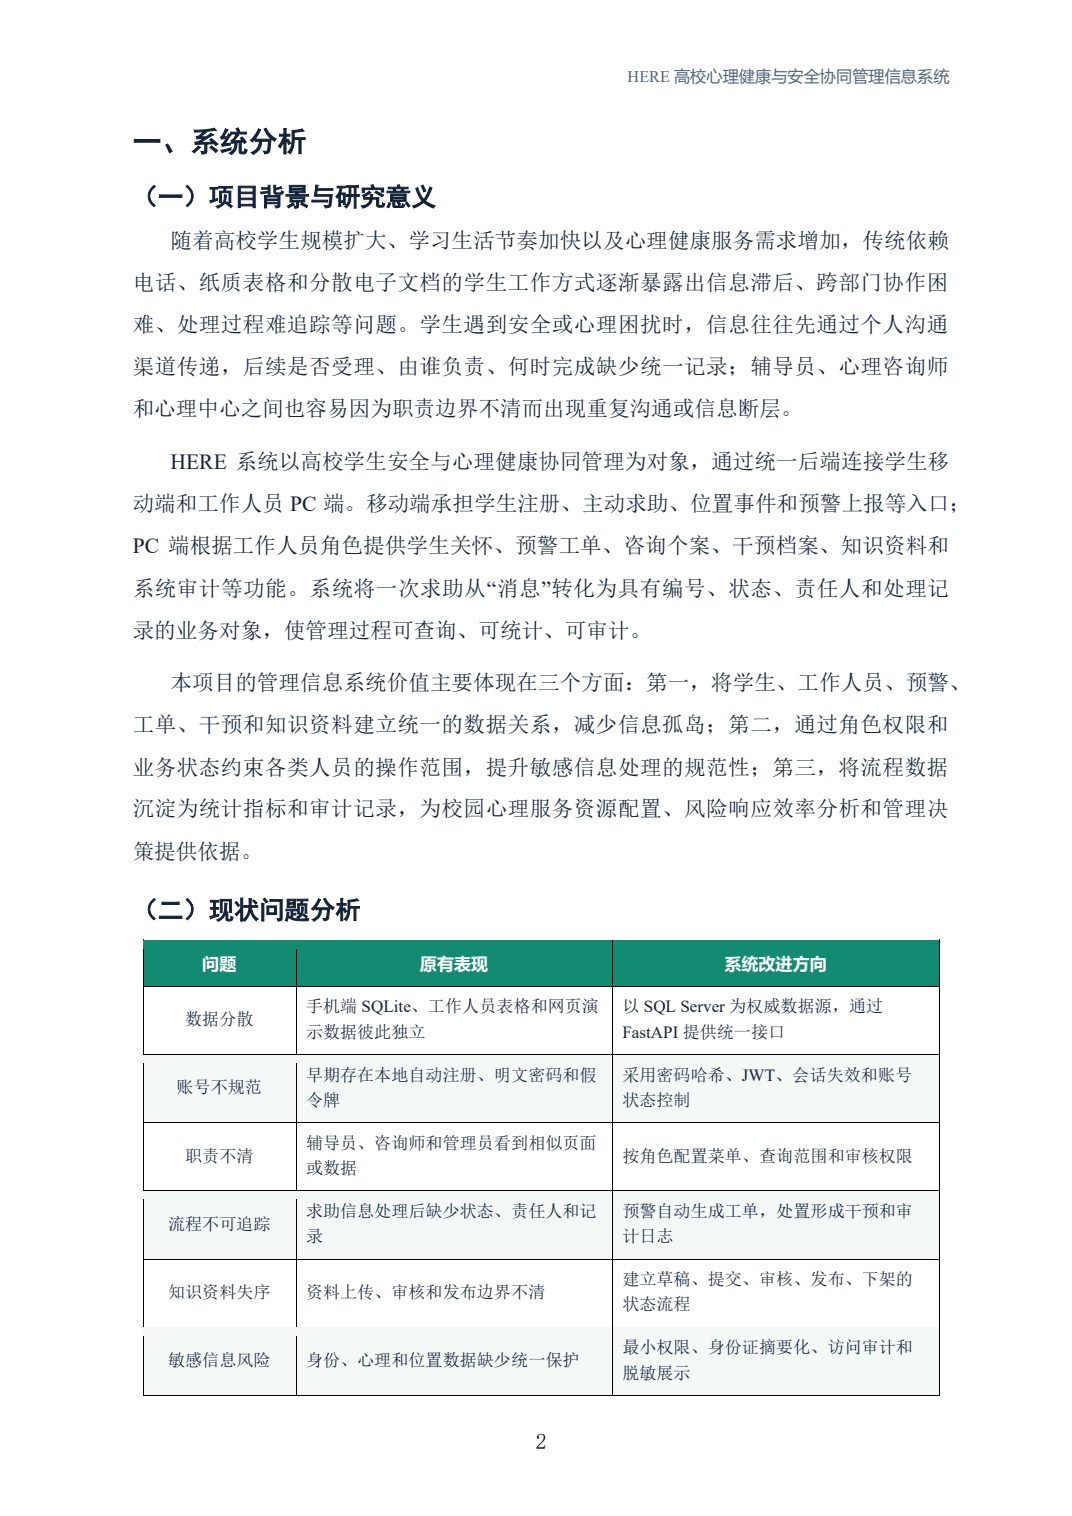 HERE 高校心理健康与安全协同管理信息系统
一、系统分析
（一）项目背景与研究意义
随着高校学生规模扩大、学习生活节奏加快以及心理健康服务需求增加，传统依赖
电话、纸质表格和分散电子文档的学生工作方式逐渐暴露出信息滞后、跨部门协作困
难、处理过程难追踪等问题。学生遇到安全或心理困扰时，信息往往先通过个人沟通
渠道传递，后续是否受理、由谁负责、何时完成缺少统一记录；辅导员、心理咨询师
和心理中心之间也容易因为职责边界不清而出现重复沟通或信息断层。
HERE 系统以高校学生安全与心理健康协同管理为对象，通过统一后端连接学生移
动端和工作人员 PC 端。移动端承担学生注册、主动求助、位置事件和预警上报等入口；
PC 端根据工作人员角色提供学生关怀、预警工单、咨询个案、干预档案、知识资料和
系统审计等功能。系统将一次求助从“消息”转化为具有编号、状态、责任人和处理记
录的业务对象，使管理过程可查询、可统计、可审计。
本项目的管理信息系统价值主要体现在三个方面：第一，将学生、工作人员、预警、
工单、干预和知识资料建立统一的数据关系，减少信息孤岛；第二，通过角色权限和
业务状态约束各类人员的操作范围，提升敏感信息处理的规范性；第三，将流程数据
沉淀为统计指标和审计记录，为校园心理服务资源配置、风险响应效率分析和管理决
策提供依据。
（二）现状问题分析
问题 原有表现 系统改进方向
数据分散
手机端 SQLite、工作人员表格和网页演
示数据彼此独立
以 SQL Server 为权威数据源，通过
FastAPI 提供统一接口
账号不规范
早期存在本地自动注册、明文密码和假
令牌
采用密码哈希、JWT、会话失效和账号
状态控制
职责不清
辅导员、咨询师和管理员看到相似页面
或数据
按角色配置菜单、查询范围和审核权限
流程不可追踪
求助信息处理后缺少状态、责任人和记
录
预警自动生成工单，处置形成干预和审
计日志
知识资料失序
资料上传、审核和发布边界不清
建立草稿、提交、审核、发布、下架的
状态流程
敏感信息风险
身份、心理和位置数据缺少统一保护
最小权限、身份证摘要化、访问审计和
脱敏展示
2